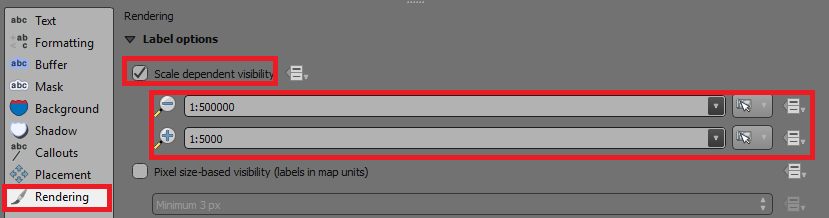 Rendering
Label options
abc Text
abc Formatting
abc Buffer
abc Mask
Background
Shadow
abc Callouts
Placement
Rendering
Scale dependent visibility
1:500000
1:5000
Pixel size-based visibility (labels in map units)
Minimum 3 px